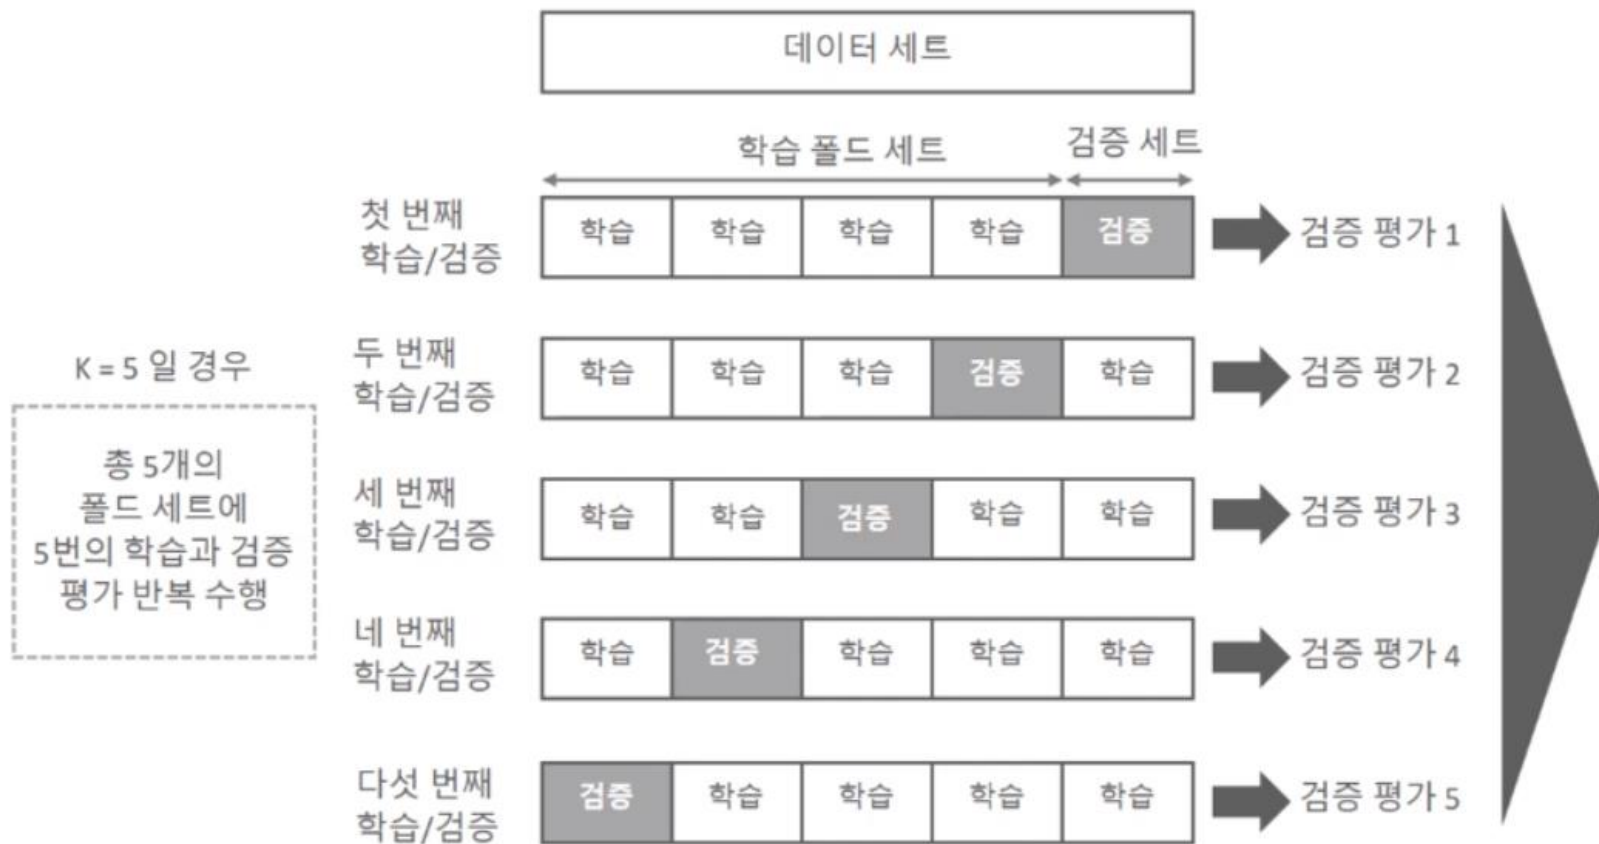 데이터 세트
학습 폴드 세트
검증 세트
첫 번째
학습/검증
학습 학습 학습 학습 검증
검증 평가 1
K = 5 일 경우
총 5개의
폴드 세트에
5번의 학습과 검증
평가 반복 수행
두 번째
학습/검증
학습 학습 학습 검증 학습
검증 평가 2
세 번째
학습/검증
학습 학습 검증 학습 학습
검증 평가 3
네 번째
학습/검증
학습 검증 학습 학습 학습
검증 평가 4
다섯 번째
학습/검증
검증 학습 학습 학습 학습
검증 평가 5